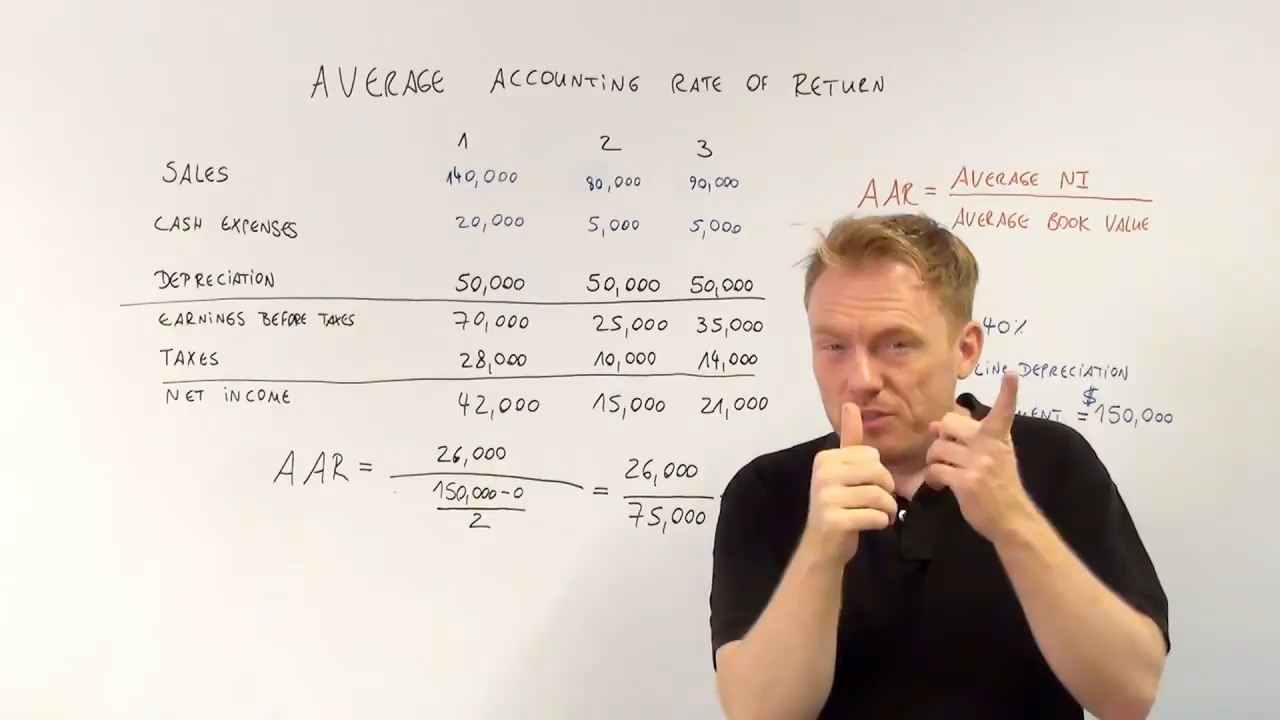 AVERAGE ACCOUNTING RATE OF RETURN
1 2 3
SALES 140,000 80,000 90,000
CASH EXPENSES 20,000 5,000 5,000
DEPRECIATION 50,000 50,000 50,000
EARNINGS BEFORE TAXES 70,000 25,000 35,000
TAXES 28,000 10,000 14,000
NET INCOME 42,000 15,000 21,000
AAR = 26,000
150,000-0
2
= 26,000
75,000
AAR = AVERAGE NI
AVERAGE BOOK VALUE
40%
LINE DEPRECIATION
= $150,000